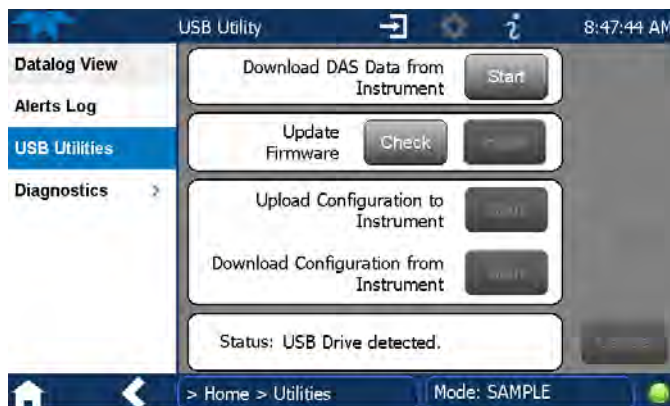 USB Utility
8:47:44 AM
Datalog View
Alerts Log
USB Utilities
Diagnostics >
Download DAS Data from
Instrument
Start
Update
Firmware
Check
Upload Configuration to
Instrument
Download Configuration from
Instrument
Status: USB Drive detected.
> Home > Utilities
Mode: SAMPLE